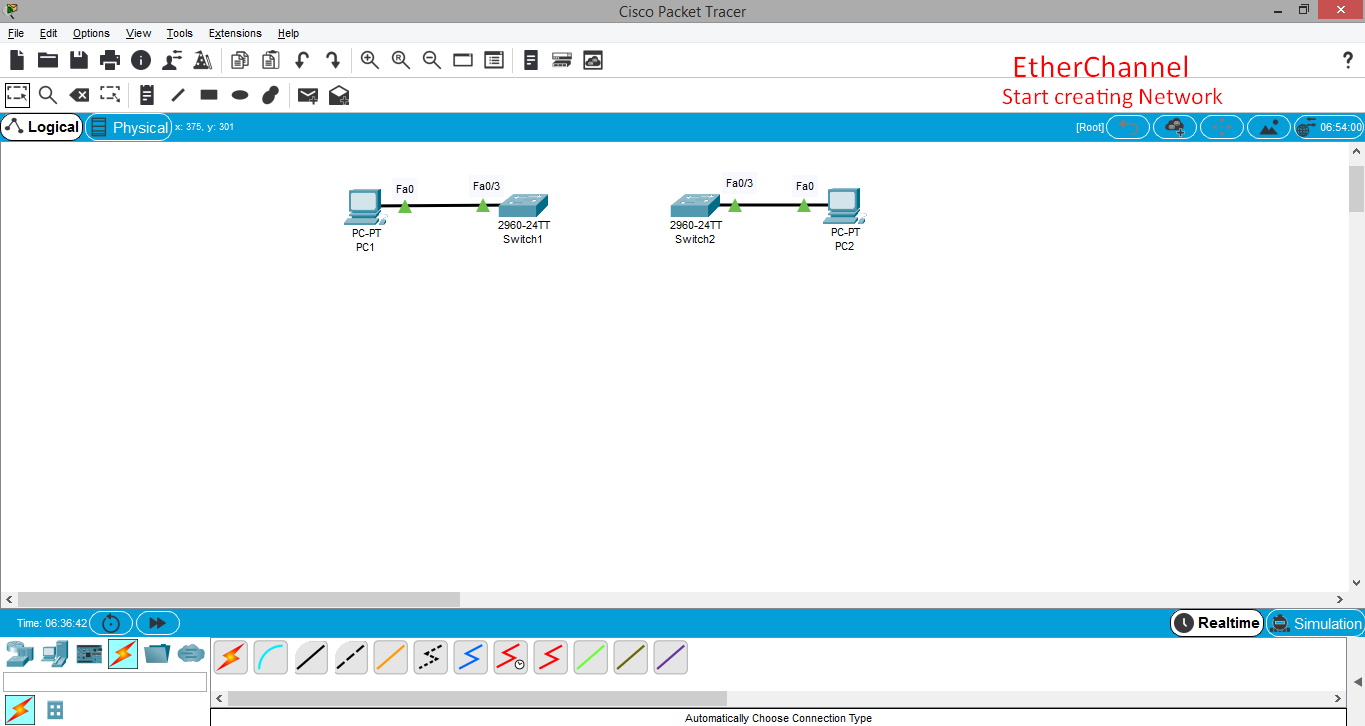 Cisco Packet Tracer
File Edit Options View Tools Extensions Help
EtherChannel
Start creating Network
?
Logical Physical x: 375, y: 301 [Root] 06:54:00
Fa0 Fa0/3 Fa0/3 Fa0
2960-24TT 2960-24TT
PC-PT Switch1 Switch2 PC-PT
PC1 PC2
Time: 06:36:42 Realtime Simulation
Automatically Choose Connection Type